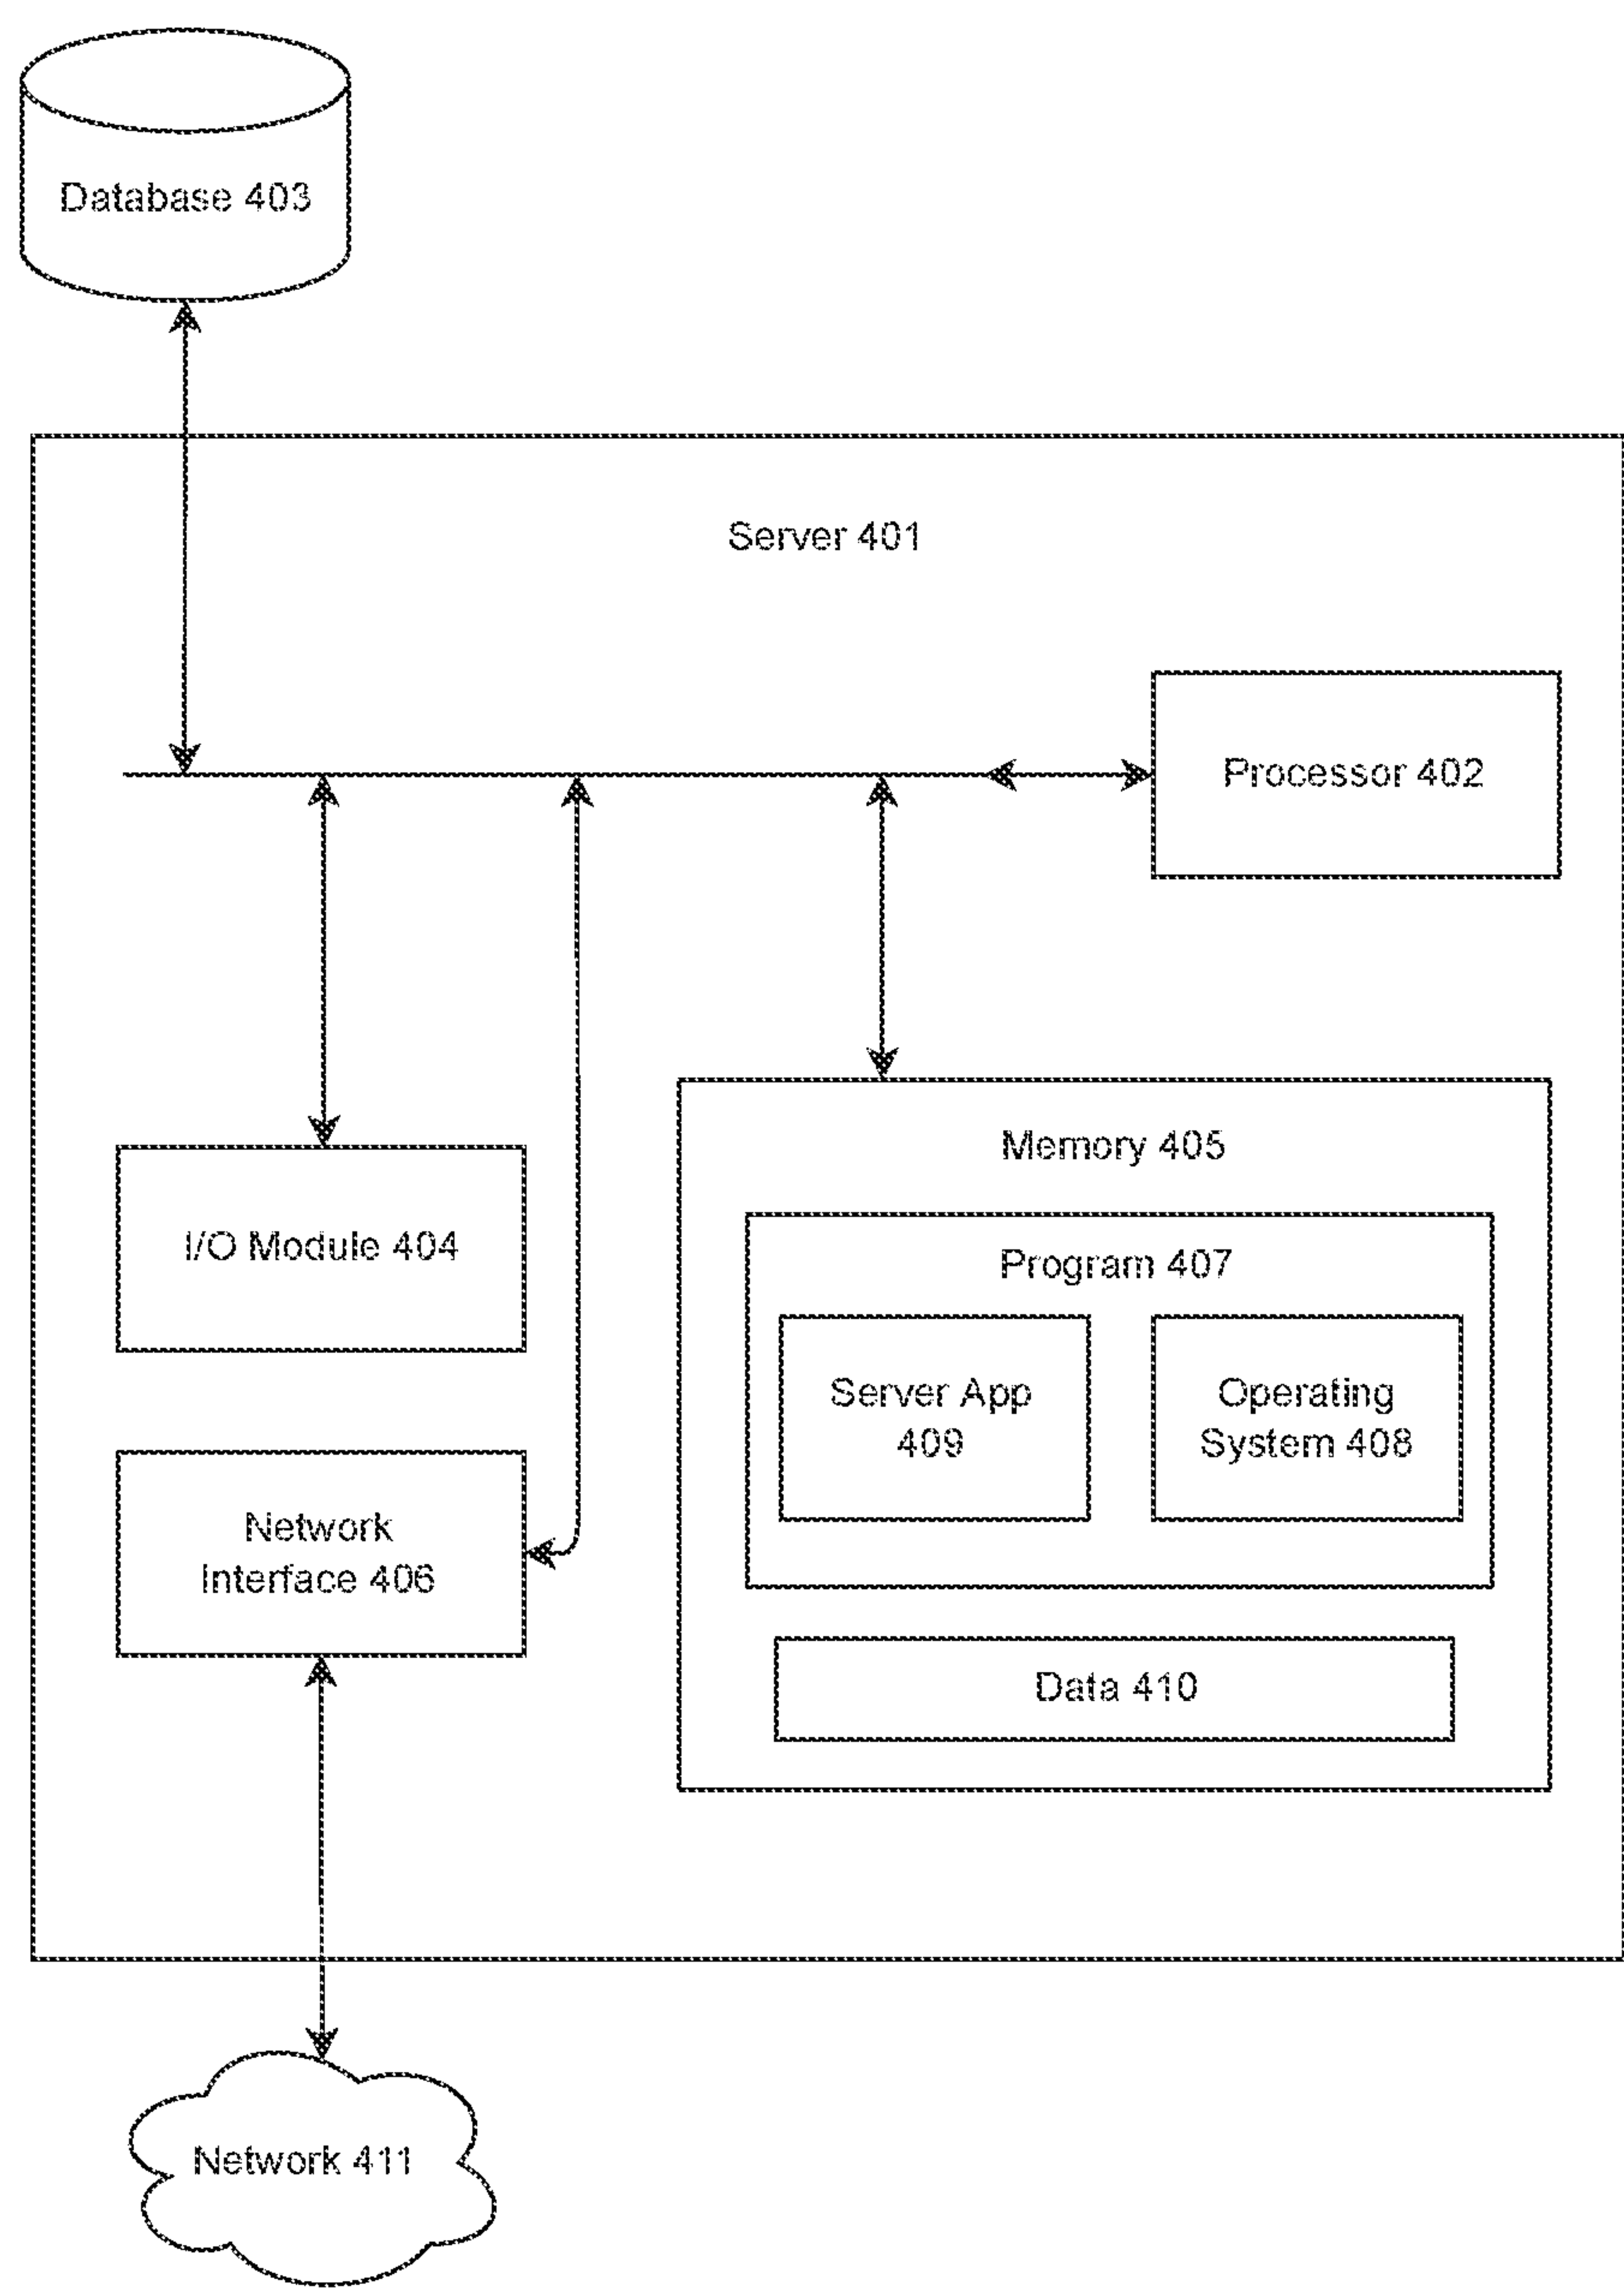 Database 403
Server 401
Processor 402
I/O Module 404
Network
Interface 406
Memory 405
Program 407
Server App
409
Operating
System 408
Data 410
Network 411